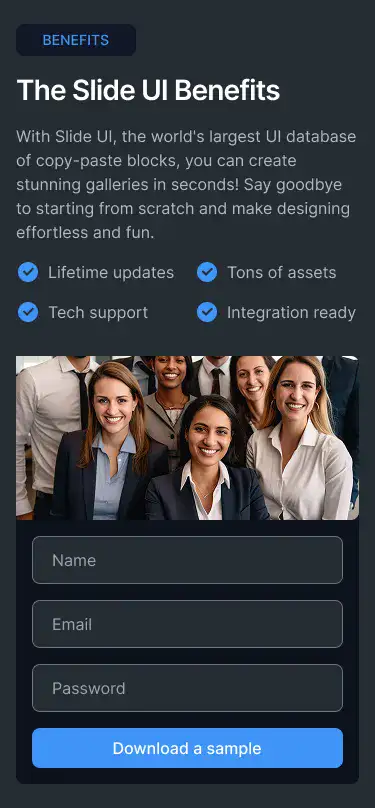 BENEFITS
The Slide UI Benefits
With Slide UI, the world's largest UI database
of copy-paste blocks, you can create
stunning galleries in seconds! Say goodbye
to starting from scratch and make designing
effortless and fun.
Lifetime updates
Tons of assets
Tech support
Integration ready
Name
Email
Password
Download a sample